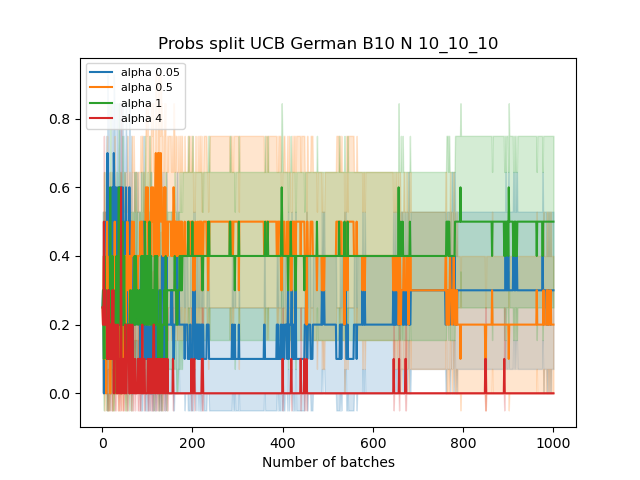 Probs split UCB German B10 N 10_10_10
alpha 0.05
alpha 0.5
alpha 1
alpha 4
0.8
0.6
0.4
0.2
0.0
0 200 400 600 800 1000
Number of batches